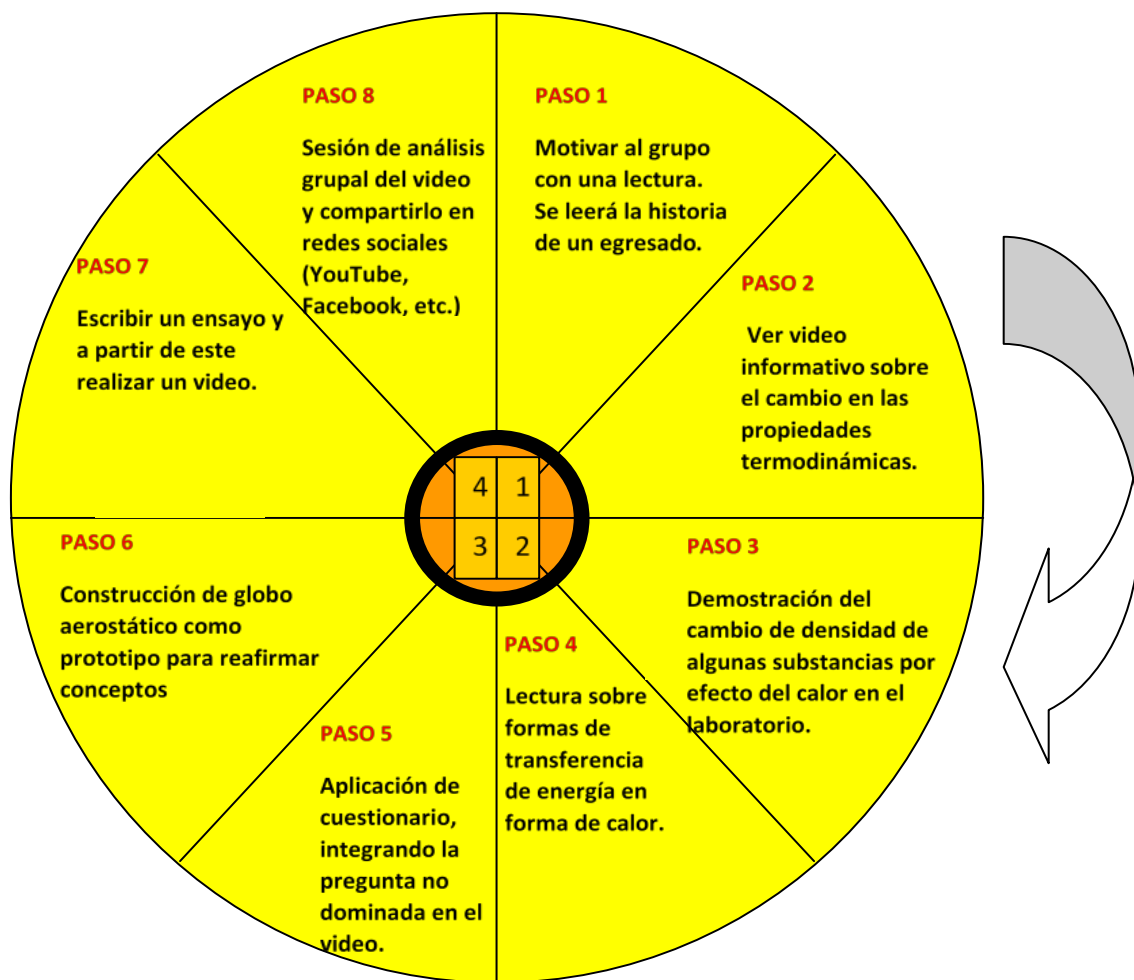 PASO 1
Motivar al grupo
con una lectura.
Se leerá la historia
de un egresado.
PASO 2
Ver video
informativo sobre
el cambio en las
propiedades
termodinámicas.
PASO 3
Demostración del
cambio de densidad de
algunas substancias por
efecto del calor en el
laboratorio.
PASO 4
Lectura sobre
formas de
transferencia
de energía en
forma de calor.
PASO 5
Aplicación de
cuestionario,
integrando la
pregunta no
dominada en el
video.
PASO 6
Construcción de globo
aerostático como
prototipo para reafirmar
conceptos
PASO 7
Escribir un ensayo y
a partir de este
realizar un video.
PASO 8
Sesión de análisis
grupal del video
y compartirlo en
redes sociales
(YouTube,
Facebook, etc.)
4 1
3 2